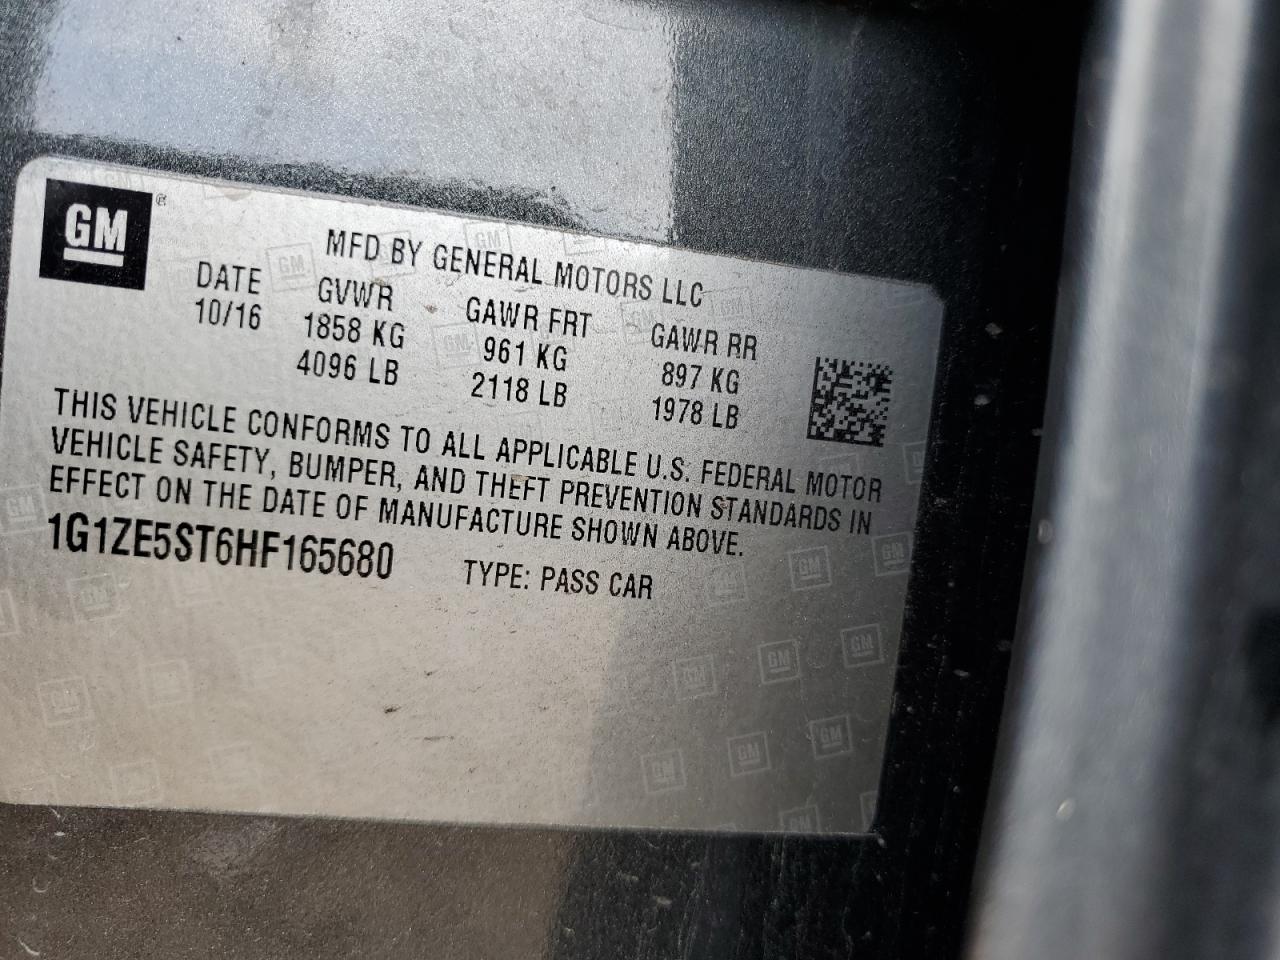 GM
MFD BY GENERAL MOTORS LLC
DATE GVWR GAWR FRT GAWR RR
10/16 1858 KG 961 KG 897 KG
4096 LB 2118 LB 1978 LB
THIS VEHICLE CONFORMS TO ALL APPLICABLE U.S. FEDERAL MOTOR
VEHICLE SAFETY, BUMPER, AND THEFT PREVENTION STANDARDS IN
EFFECT ON THE DATE OF MANUFACTURE SHOWN ABOVE.
1G1ZE5ST6HF165680 TYPE: PASS CAR